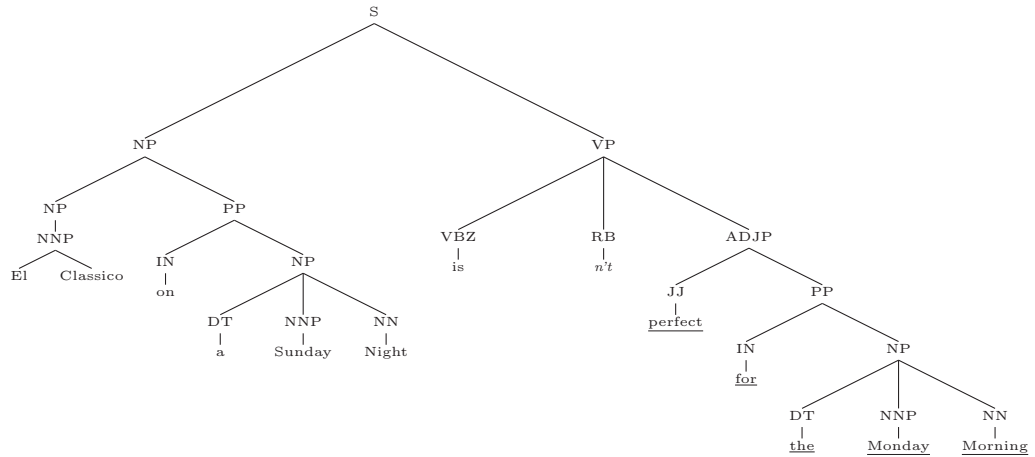 S
NP VP
NP PP
NNP VBZ RB ADJP
El Classico IN NP is n't
on JJ PP
DT NNP NN perfect
a Sunday Night IN NP
for
DT NNP NN
the Monday Morning